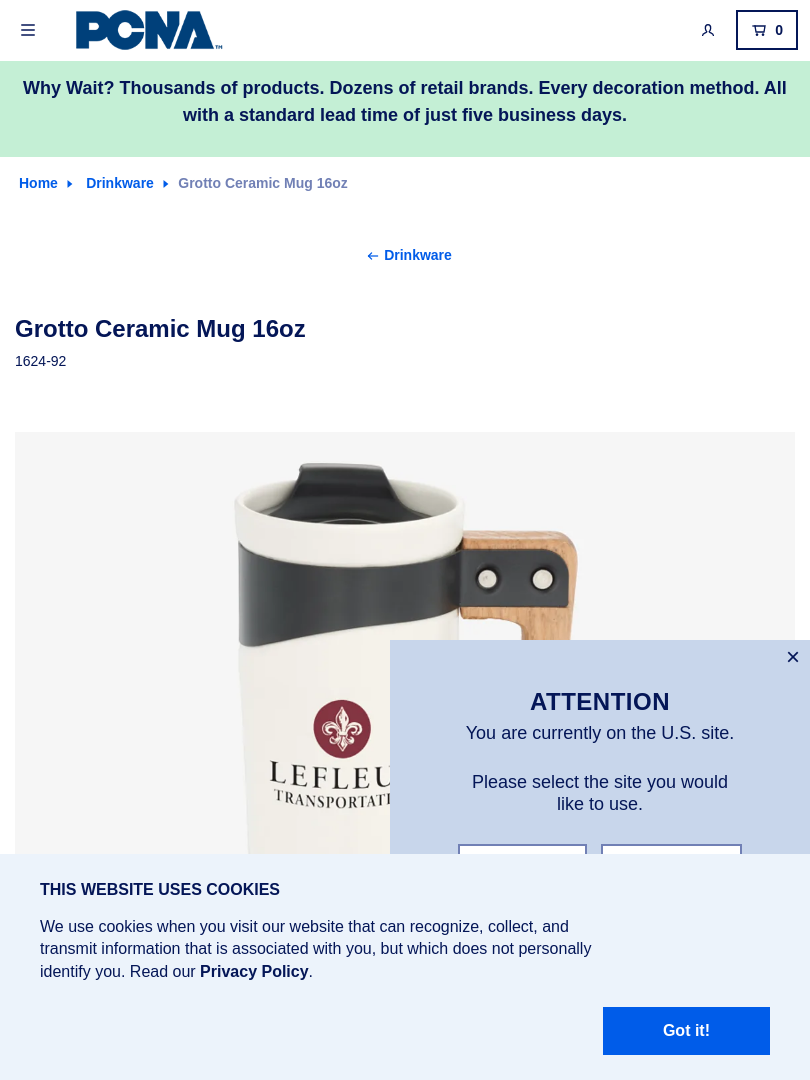 PCNA™
0
Why Wait? Thousands of products. Dozens of retail brands. Every decoration method. All
with a standard lead time of just five business days.
Home
Drinkware
Grotto Ceramic Mug 16oz
Drinkware
Grotto Ceramic Mug 16oz
1624-92
LEFLEU
TRANSPORTATI
ATTENTION
You are currently on the U.S. site.
Please select the site you would
like to use.
THIS WEBSITE USES COOKIES
We use cookies when you visit our website that can recognize, collect, and
transmit information that is associated with you, but which does not personally
identify you. Read our Privacy Policy.
Got it!